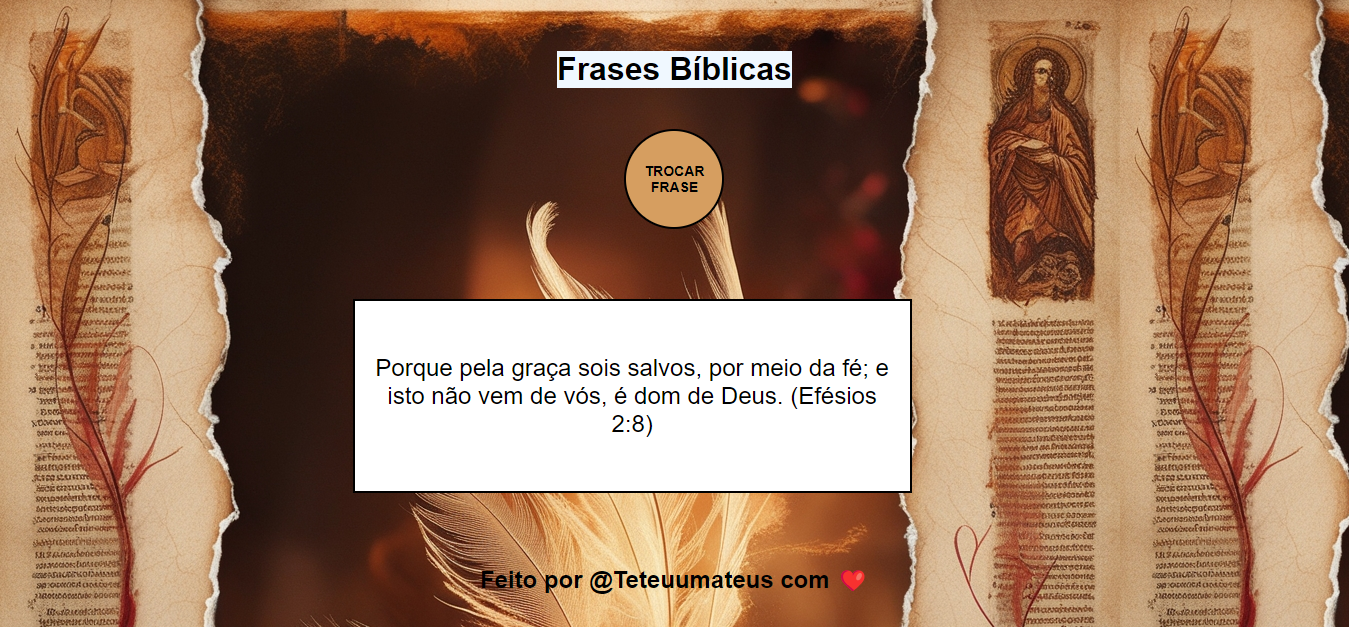 Frases Bíblicas
TROCAR
FRASE
Porque pela graça sois salvos, por meio da fé; e
isto não vem de vós, é dom de Deus. (Efésios
2:8)
Feito por @Teteuumateus com ❤️